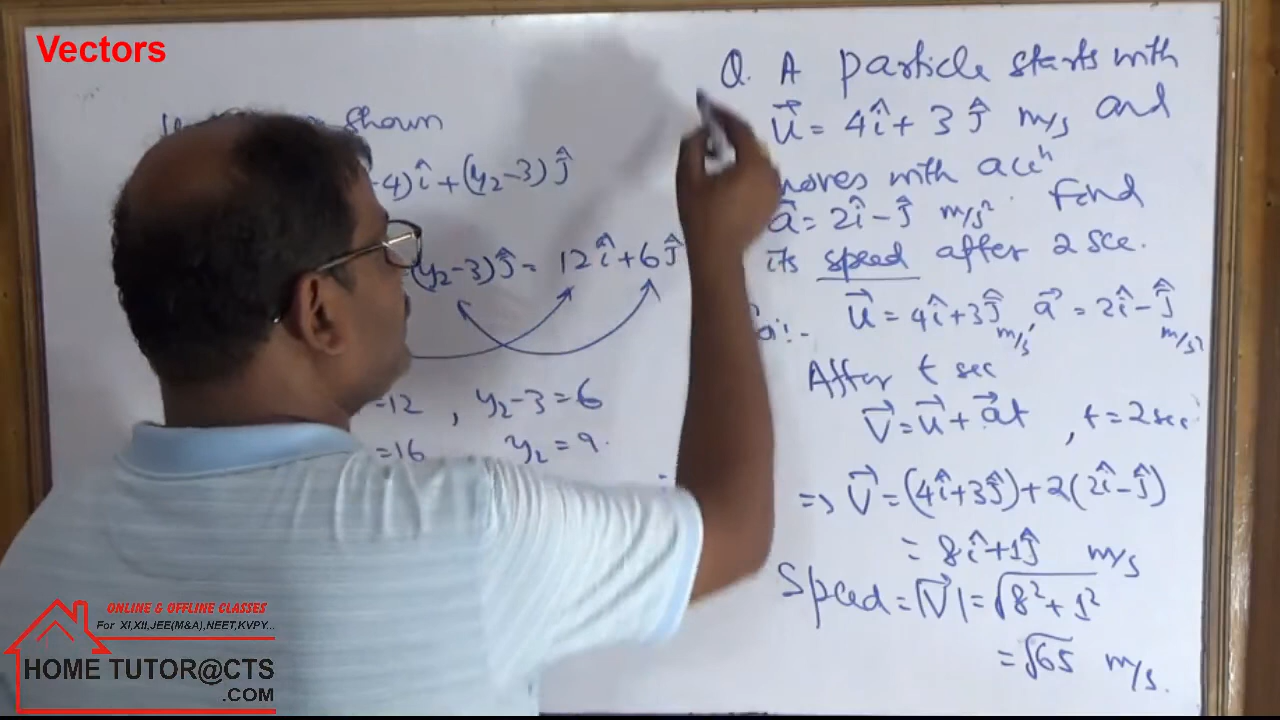 Vectors
shown
-4)î + (y₂-3)ĵ
(y₂-3)ĵ = 12î+6ĵ
-12 , y₂-3=6
=16 y₂=9.
Q. A particle starts with
u⃗ = 4î + 3ĵ m/s and
moves with accⁿ
a⃗ = 2î - ĵ m/s². Find
its speed after 2 sec.
u⃗ = 4î+3ĵ m/s, a⃗ = 2î-ĵ m/s²
After t sec
v⃗ = u⃗ + a⃗t , t = 2 sec
=> v⃗ = (4î+3ĵ)+2(2î-ĵ)
= 8î+1ĵ m/s
Speed = |v⃗| = √8²+1²
= √65 m/s.
ONLINE & OFFLINE CLASSES
For XI,XII,JEE(M&A),NEET,KVPY...
HOME TUTOR@CTS
.COM